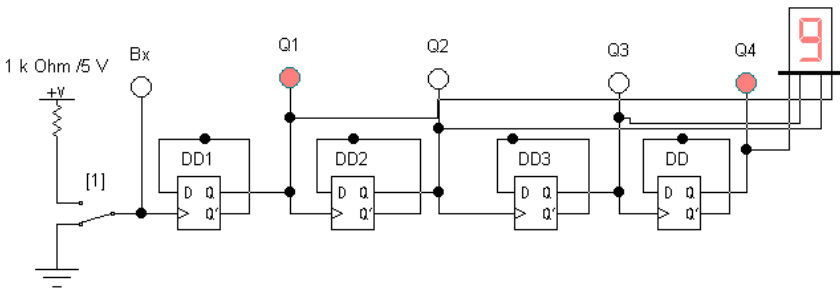 9
Q1
Q2
Q3
Q4
Bx
1 k Ohm /5 V
+V
DD1
DD2
DD3
DD
[1]
D Q
Q'
D Q
Q'
D Q
Q'
D Q
Q'